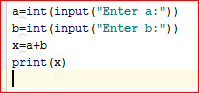 a=int(input("Enter a:"))
b=int(input("Enter b:"))
x=a+b
print(x)